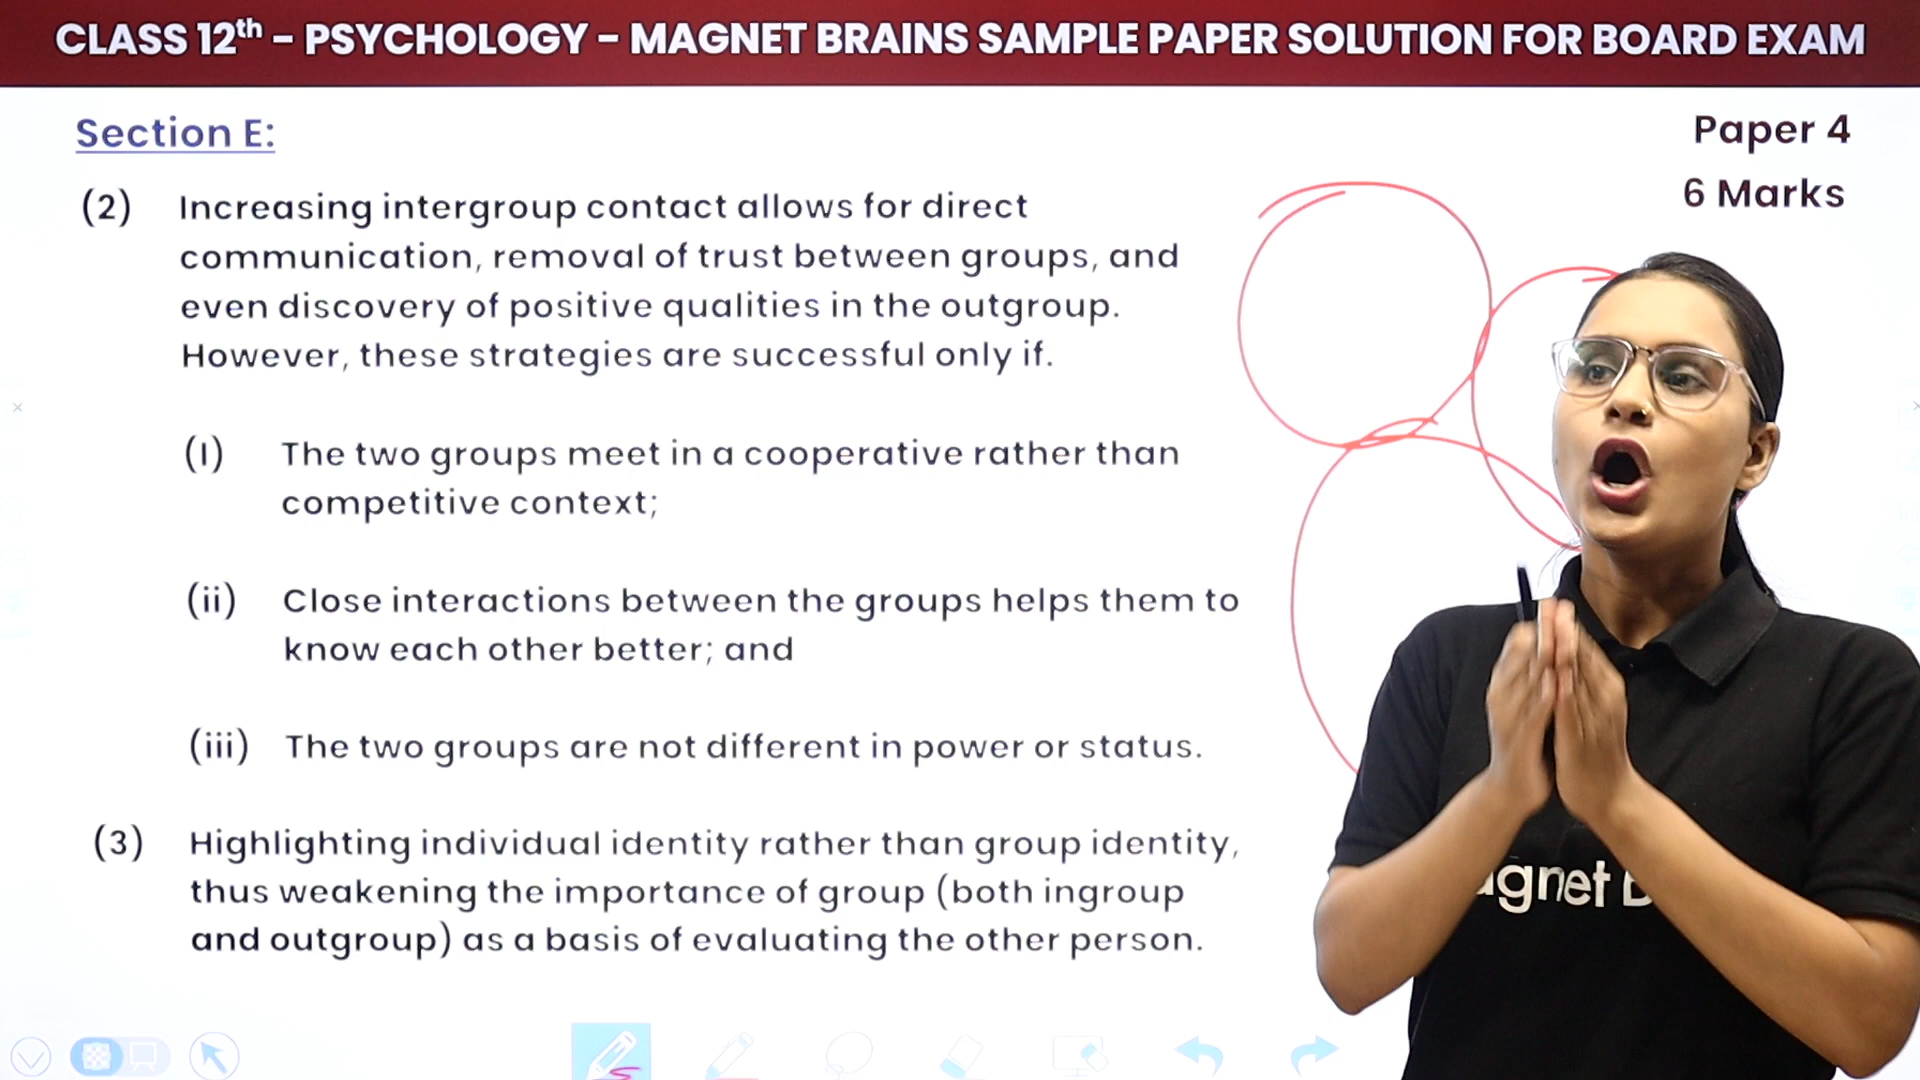 CLASS 12th - PSYCHOLOGY - MAGNET BRAINS SAMPLE PAPER SOLUTION FOR BOARD EXAM
Section E:
Paper 4
6 Marks
(2) Increasing intergroup contact allows for direct
communication, removal of trust between groups, and
even discovery of positive qualities in the outgroup.
However, these strategies are successful only if.
(I) The two groups meet in a cooperative rather than
competitive context;
(ii) Close interactions between the groups helps them to
know each other better; and
(iii) The two groups are not different in power or status.
(3) Highlighting individual identity rather than group identity,
thus weakening the importance of group (both ingroup
and outgroup) as a basis of evaluating the other person.
agnet B